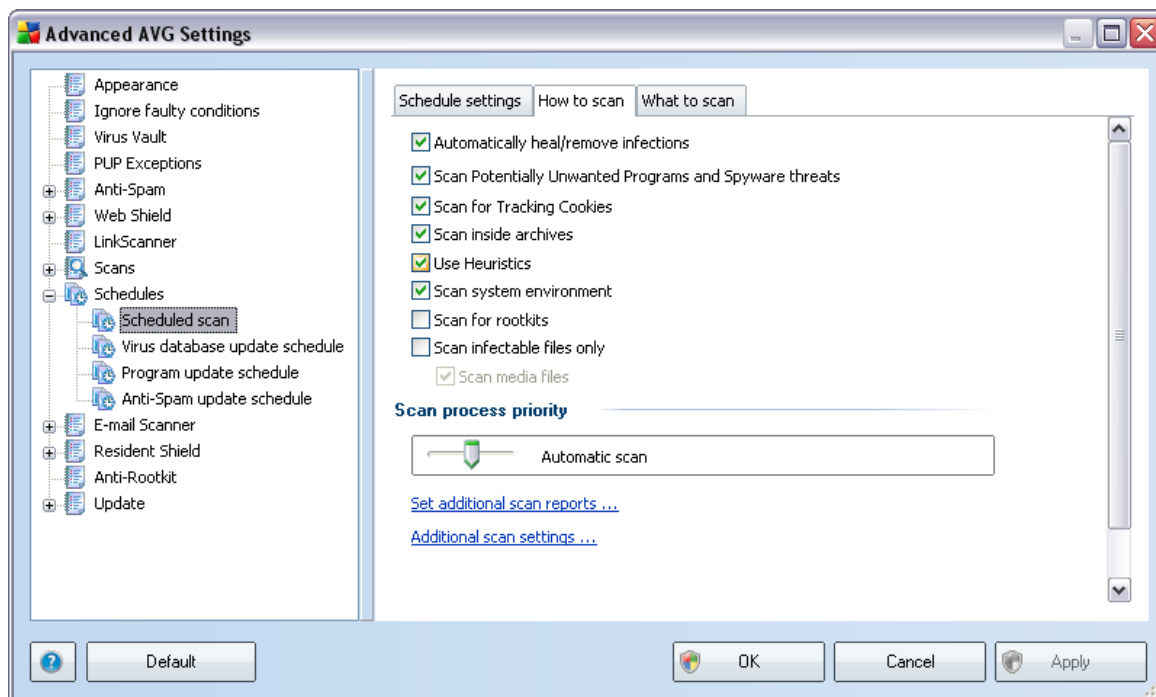 Advanced AVG Settings
Appearance
Ignore faulty conditions
Virus Vault
PUP Exceptions
Anti-Spam
Web Shield
LinkScanner
Scans
Schedules
Scheduled scan
Virus database update schedule
Program update schedule
Anti-Spam update schedule
E-mail Scanner
Resident Shield
Anti-Rootkit
Update
Schedule settings
How to scan
What to scan
Automatically heal/remove infections
Scan Potentially Unwanted Programs and Spyware threats
Scan for Tracking Cookies
Scan inside archives
Use Heuristics
Scan system environment
Scan for rootkits
Scan infectable files only
Scan media files
Scan process priority
Automatic scan
Set additional scan reports ...
Additional scan settings ...
?
Default
OK
Cancel
Apply